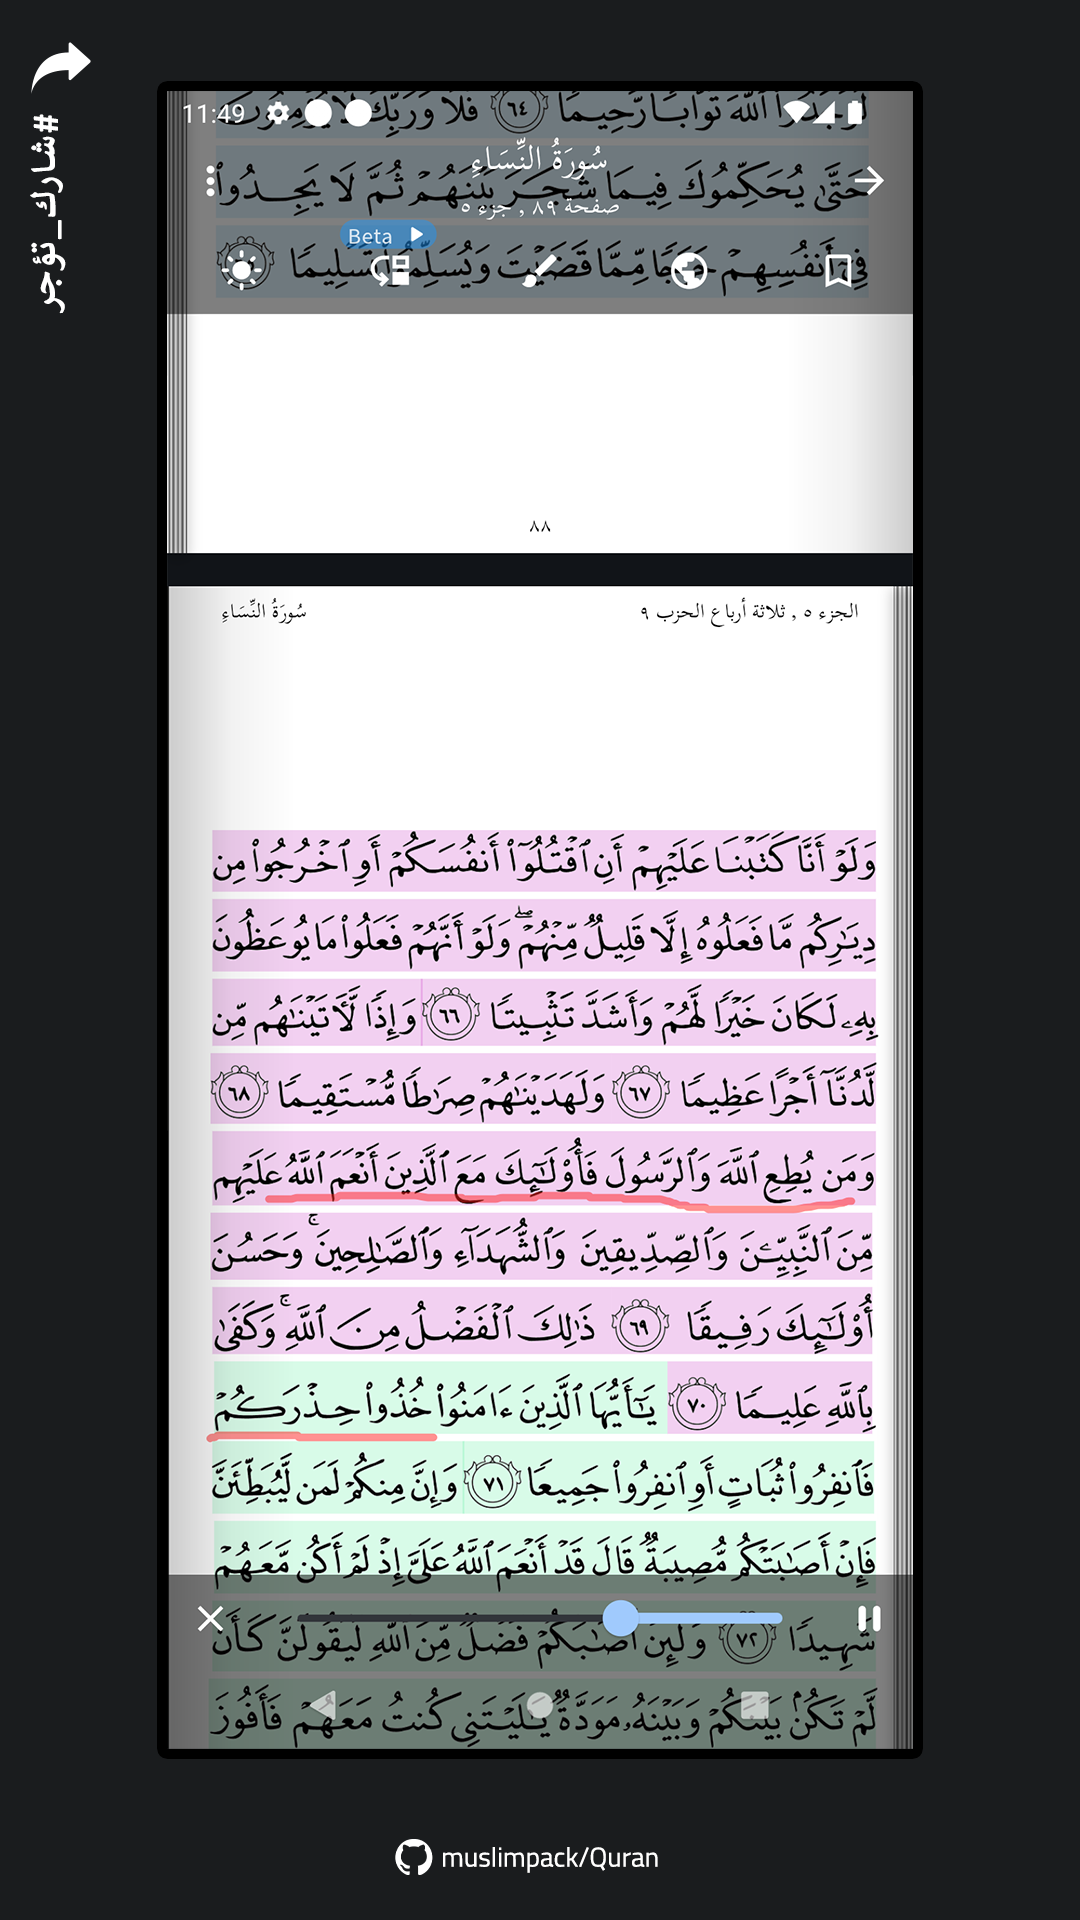 #شارك_تؤجر
11:49
لَوَجَدُوا۟ ٱللَّهَ تَوَّابًا رَّحِيمًا ٦٤ فَلَا وَرَبِّكَ لَا يُؤْمِنُونَ
سُورَةُ النِّسَاءِ
حَتَّىٰ يُحَكِّمُوكَ فِيمَا شَجَرَ بَيْنَهُمْ ثُمَّ لَا يَجِدُوا۟
صفحة ٨٩ , جزء ٥
Beta
فِىٓ أَنفُسِهِمْ حَرَجًا مِّمَّا قَضَيْتَ وَيُسَلِّمُوا۟ تَسْلِيمًا
٨٨
الجزء ٥ , ثلاثة أرباع الحزب ٩
سُورَةُ النِّسَاءِ
وَلَوْ أَنَّا كَتَبْنَا عَلَيْهِمْ أَنِ ٱقْتُلُوٓا۟ أَنفُسَكُمْ أَوِ ٱخْرُجُوا۟ مِن
دِيَـٰرِكُم مَّا فَعَلُوهُ إِلَّا قَلِيلٌ مِّنْهُمْ ۖ وَلَوْ أَنَّهُمْ فَعَلُوا۟ مَا يُوعَظُونَ
بِهِۦ لَكَانَ خَيْرًا لَّهُمْ وَأَشَدَّ تَثْبِيتًا ٦٦ وَإِذًا لَّـَٔاتَيْنَـٰهُم مِّن
لَّدُنَّآ أَجْرًا عَظِيمًا ٦٧ وَلَهَدَيْنَـٰهُمْ صِرَٰطًا مُّسْتَقِيمًا ٦٨
وَمَن يُطِعِ ٱللَّهَ وَٱلرَّسُولَ فَأُو۟لَـٰٓئِكَ مَعَ ٱلَّذِينَ أَنْعَمَ ٱللَّهُ عَلَيْهِم
مِّنَ ٱلنَّبِيِّـۧنَ وَٱلصِّدِّيقِينَ وَٱلشُّهَدَآءِ وَٱلصَّـٰلِحِينَ ۚ وَحَسُنَ
أُو۟لَـٰٓئِكَ رَفِيقًا ٦٩ ذَٰلِكَ ٱلْفَضْلُ مِنَ ٱللَّهِ ۚ وَكَفَىٰ
بِٱللَّهِ عَلِيمًا ٧٠ يَـٰٓأَيُّهَا ٱلَّذِينَ ءَامَنُوا۟ خُذُوا۟ حِذْرَكُمْ
فَٱنفِرُوا۟ ثُبَاتٍ أَوِ ٱنفِرُوا۟ جَمِيعًا ٧١ وَإِنَّ مِنكُمْ لَمَن لَّيُبَطِّئَنَّ
فَإِنْ أَصَـٰبَتْكُم مُّصِيبَةٌ قَالَ قَدْ أَنْعَمَ ٱللَّهُ عَلَىَّ إِذْ لَمْ أَكُن مَّعَهُمْ
شَهِيدًا ٧٢ وَلَئِنْ أَصَـٰبَكُمْ فَضْلٌ مِّنَ ٱللَّهِ لَيَقُولَنَّ كَأَن
لَّمْ تَكُنۢ بَيْنَكُمْ وَبَيْنَهُۥ مَوَدَّةٌ يَـٰلَيْتَنِى كُنتُ مَعَهُمْ فَأَفُوزَ
muslimpack/Quran